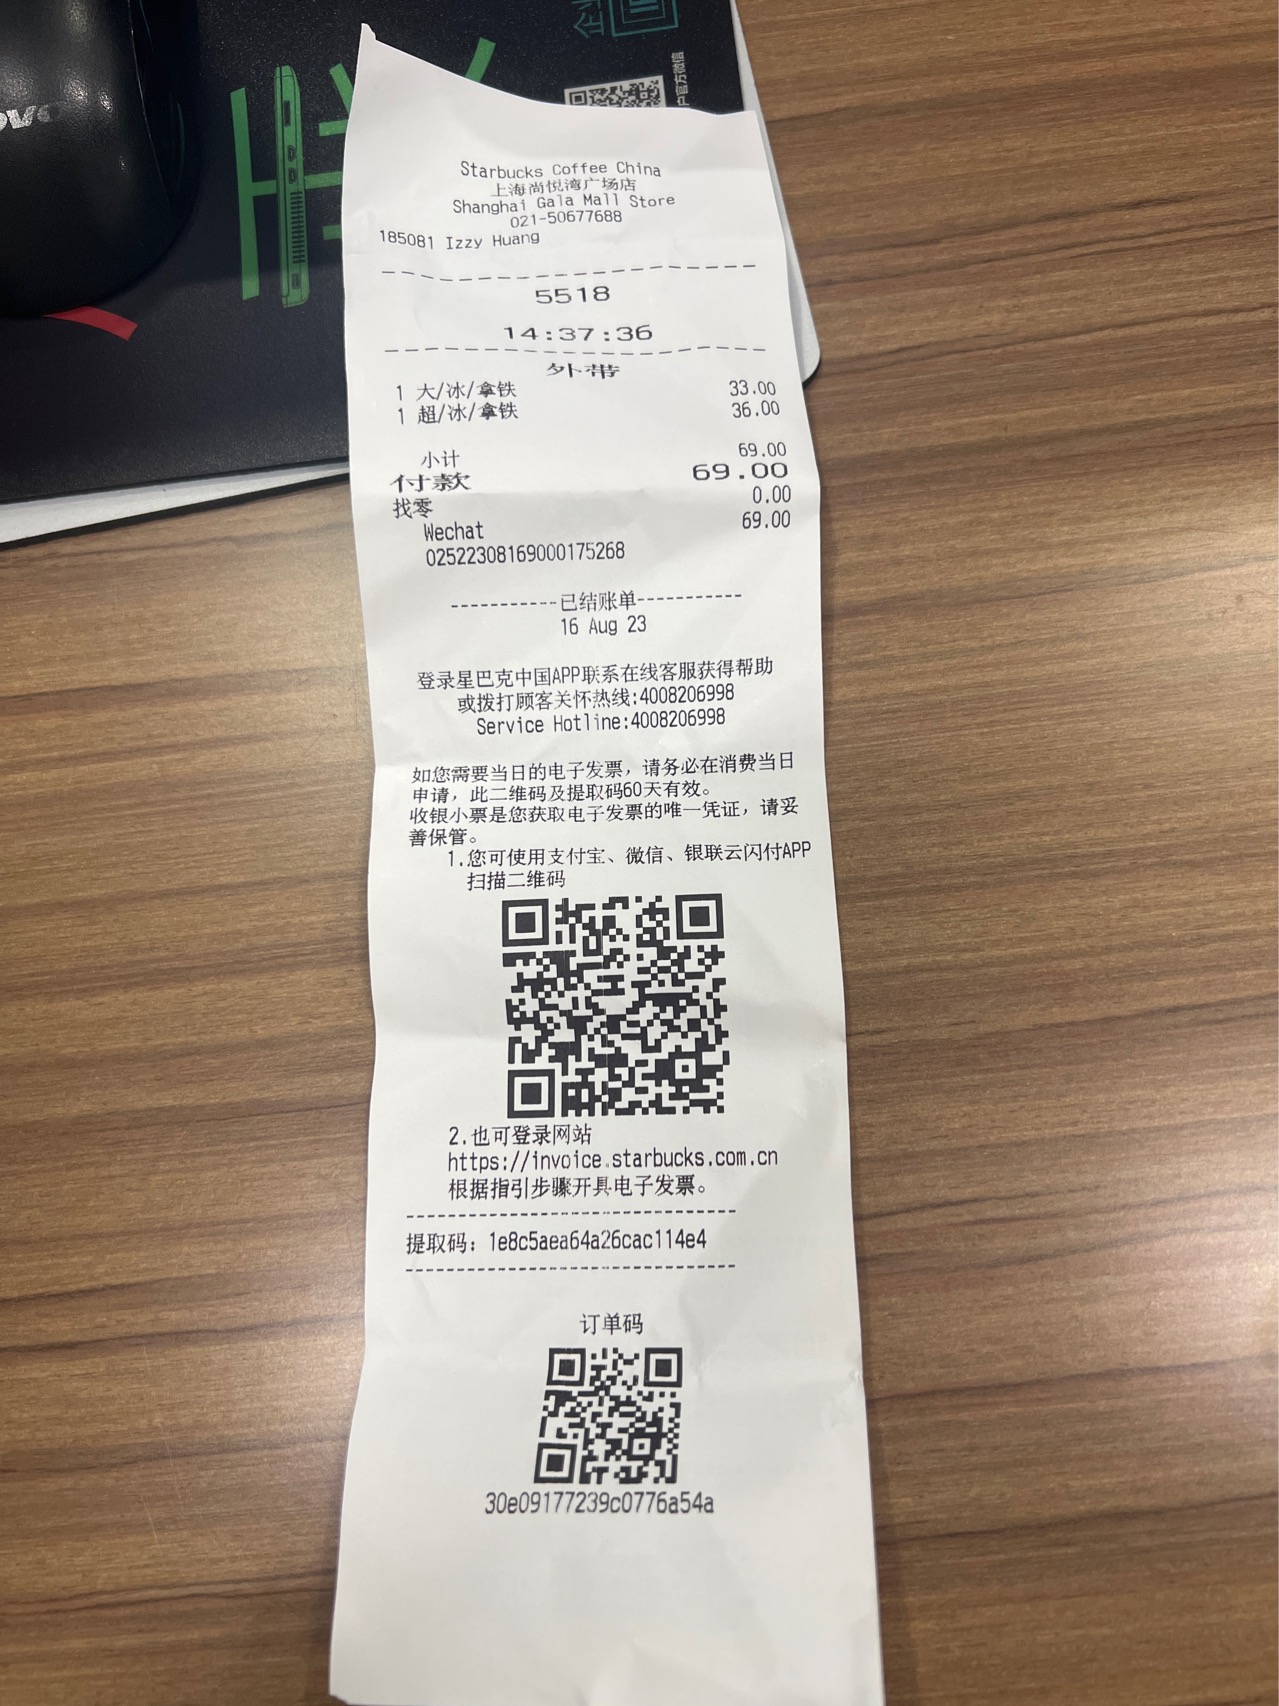 企业
户官方微信
Starbucks Coffee China
上海尚悦湾广场店
Shanghai Gala Mall Store
021-50677688
185081 Izzy Huang
5518
14:37:36
外带
1 大/冰/拿铁 33.00
1 超/冰/拿铁 36.00
小计 69.00
付款 69.00
找零 0.00
Wechat 69.00
02522308169000175268
-----------已结账单-----------
16 Aug 23
登录星巴克中国APP联系在线客服获得帮助
或拨打顾客关怀热线:4008206998
Service Hotline:4008206998
如您需要当日的电子发票，请务必在消费当日
申请，此二维码及提取码60天有效。
收银小票是您获取电子发票的唯一凭证，请妥
善保管。
1.您可使用支付宝、微信、银联云闪付APP
扫描二维码
2.也可登录网站
https://invoice.starbucks.com.cn
根据指引步骤开具电子发票。
提取码：1e8c5aea64a26cac114e4
订单码
30e09177239c0776a54a